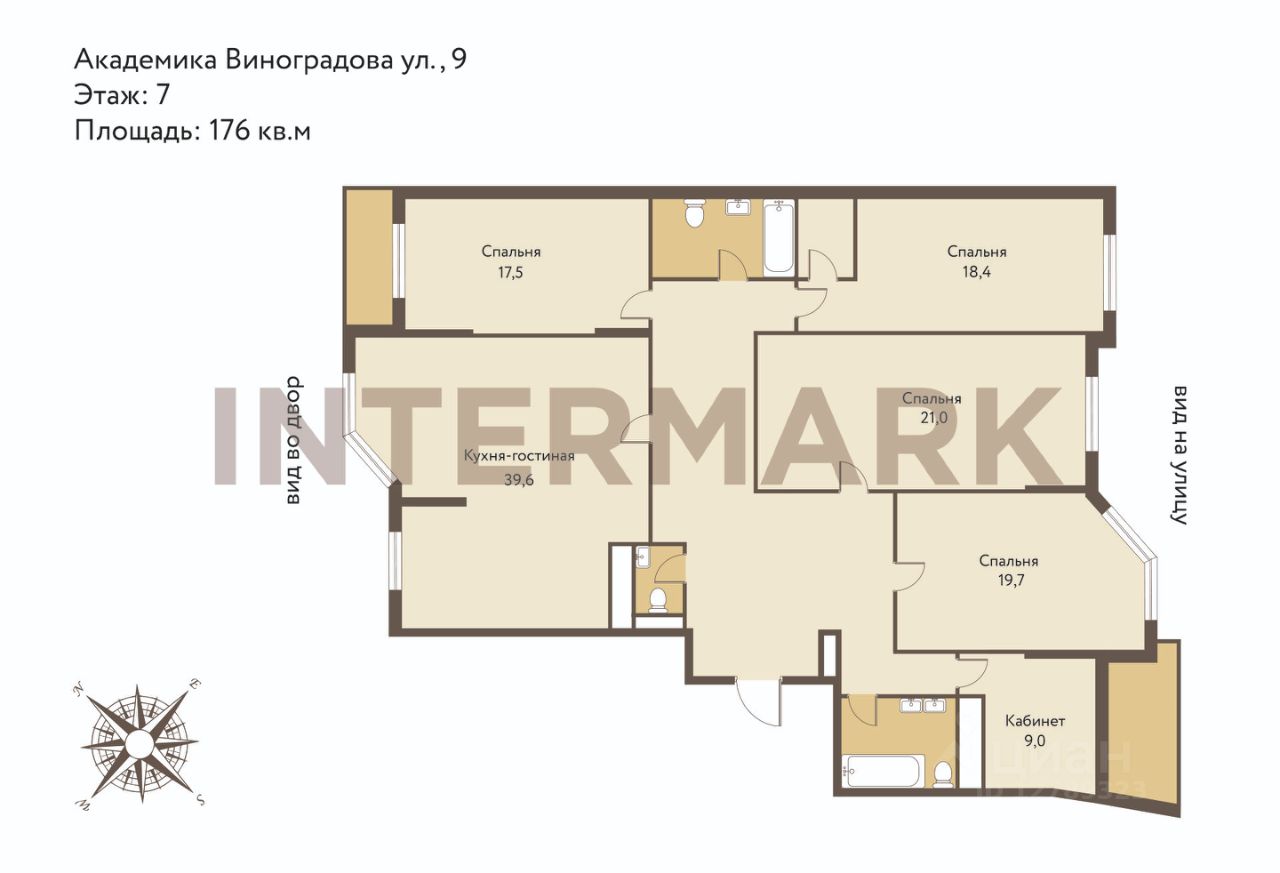 Академика Виноградова ул., 9
Этаж: 7
Площадь: 176 кв.м
Спальня
17,5
Спальня
18,4
Спальня
21,0
INTERMARK
вид во двор
вид на улицу
Кухня-гостиная
39,6
Спальня
19,7
Кабинет
9,0
циан
N
E
W
S